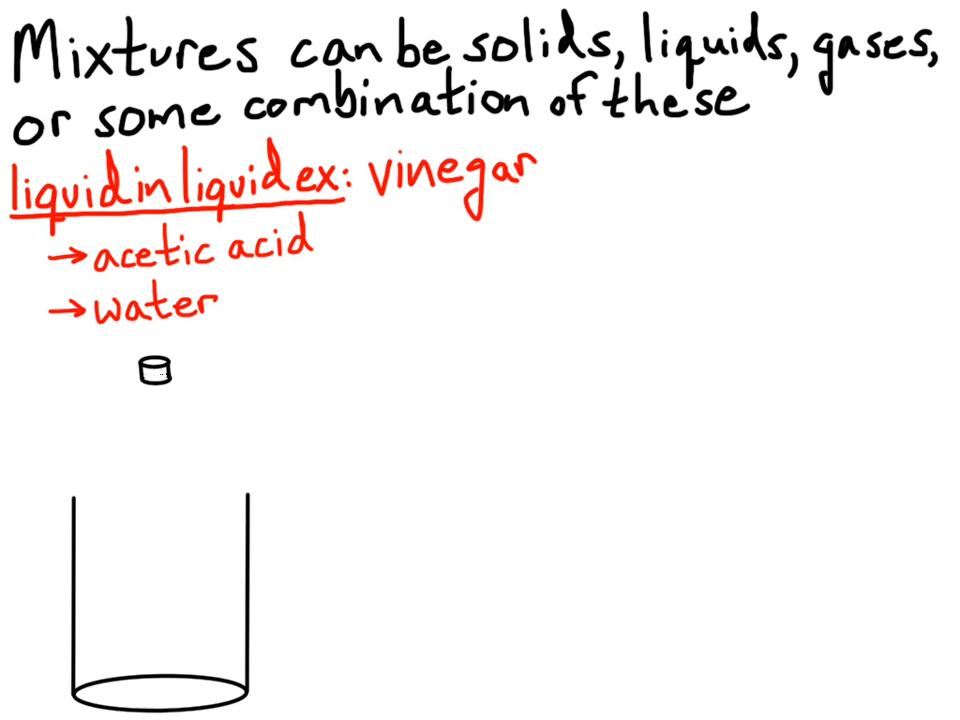 Mixtures can be solids, liquids, gases,
or some combination of these
liquid in liquid ex: vinegar
→ acetic acid
→ water